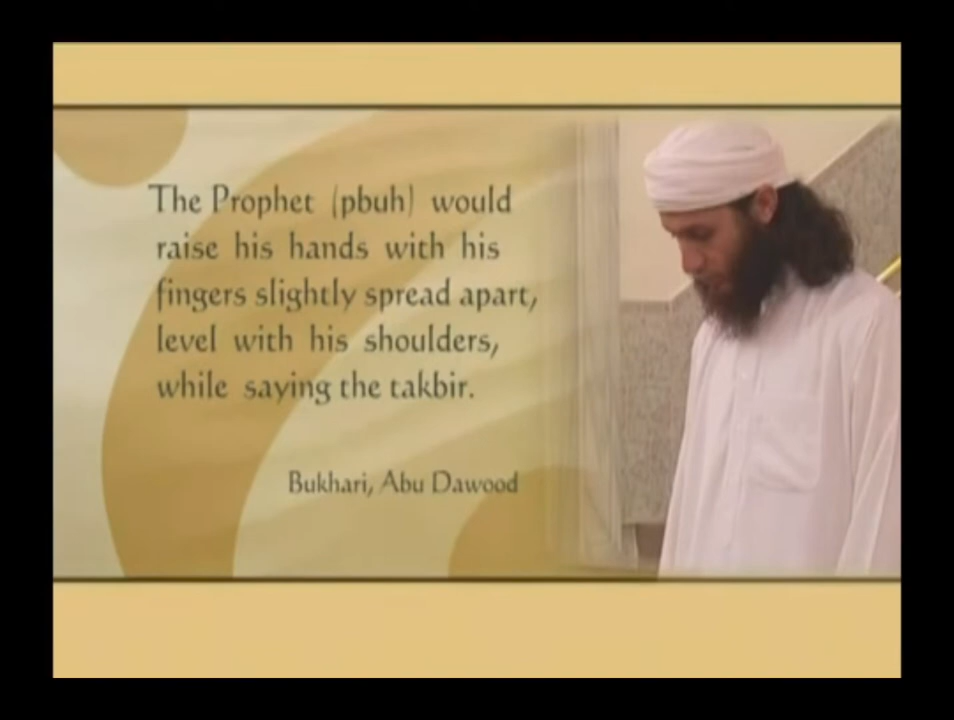 The Prophet (pbuh) would
raise his hands with his
fingers slightly spread apart,
level with his shoulders,
while saying the takbir.
Bukhari, Abu Dawood